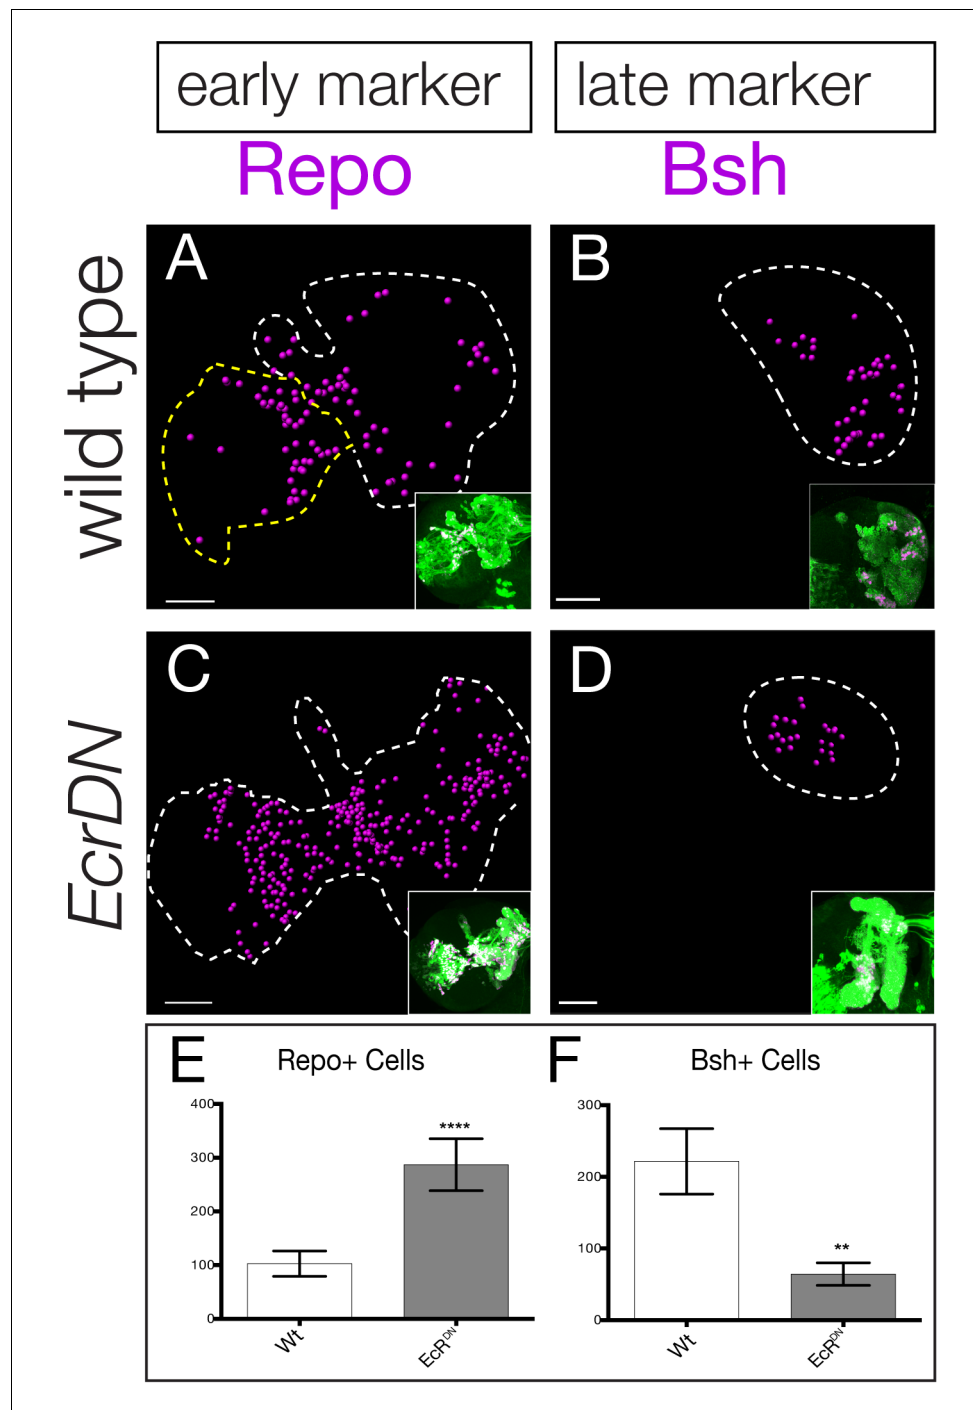 early marker
late marker
Repo
Bsh
wild type
A
B
EcrDN
C
D
E
Repo+ Cells
400
300
200
100
0
****
Wt
EcR^DN
F
Bsh+ Cells
300
200
100
0
**
Wt
EcR^DN